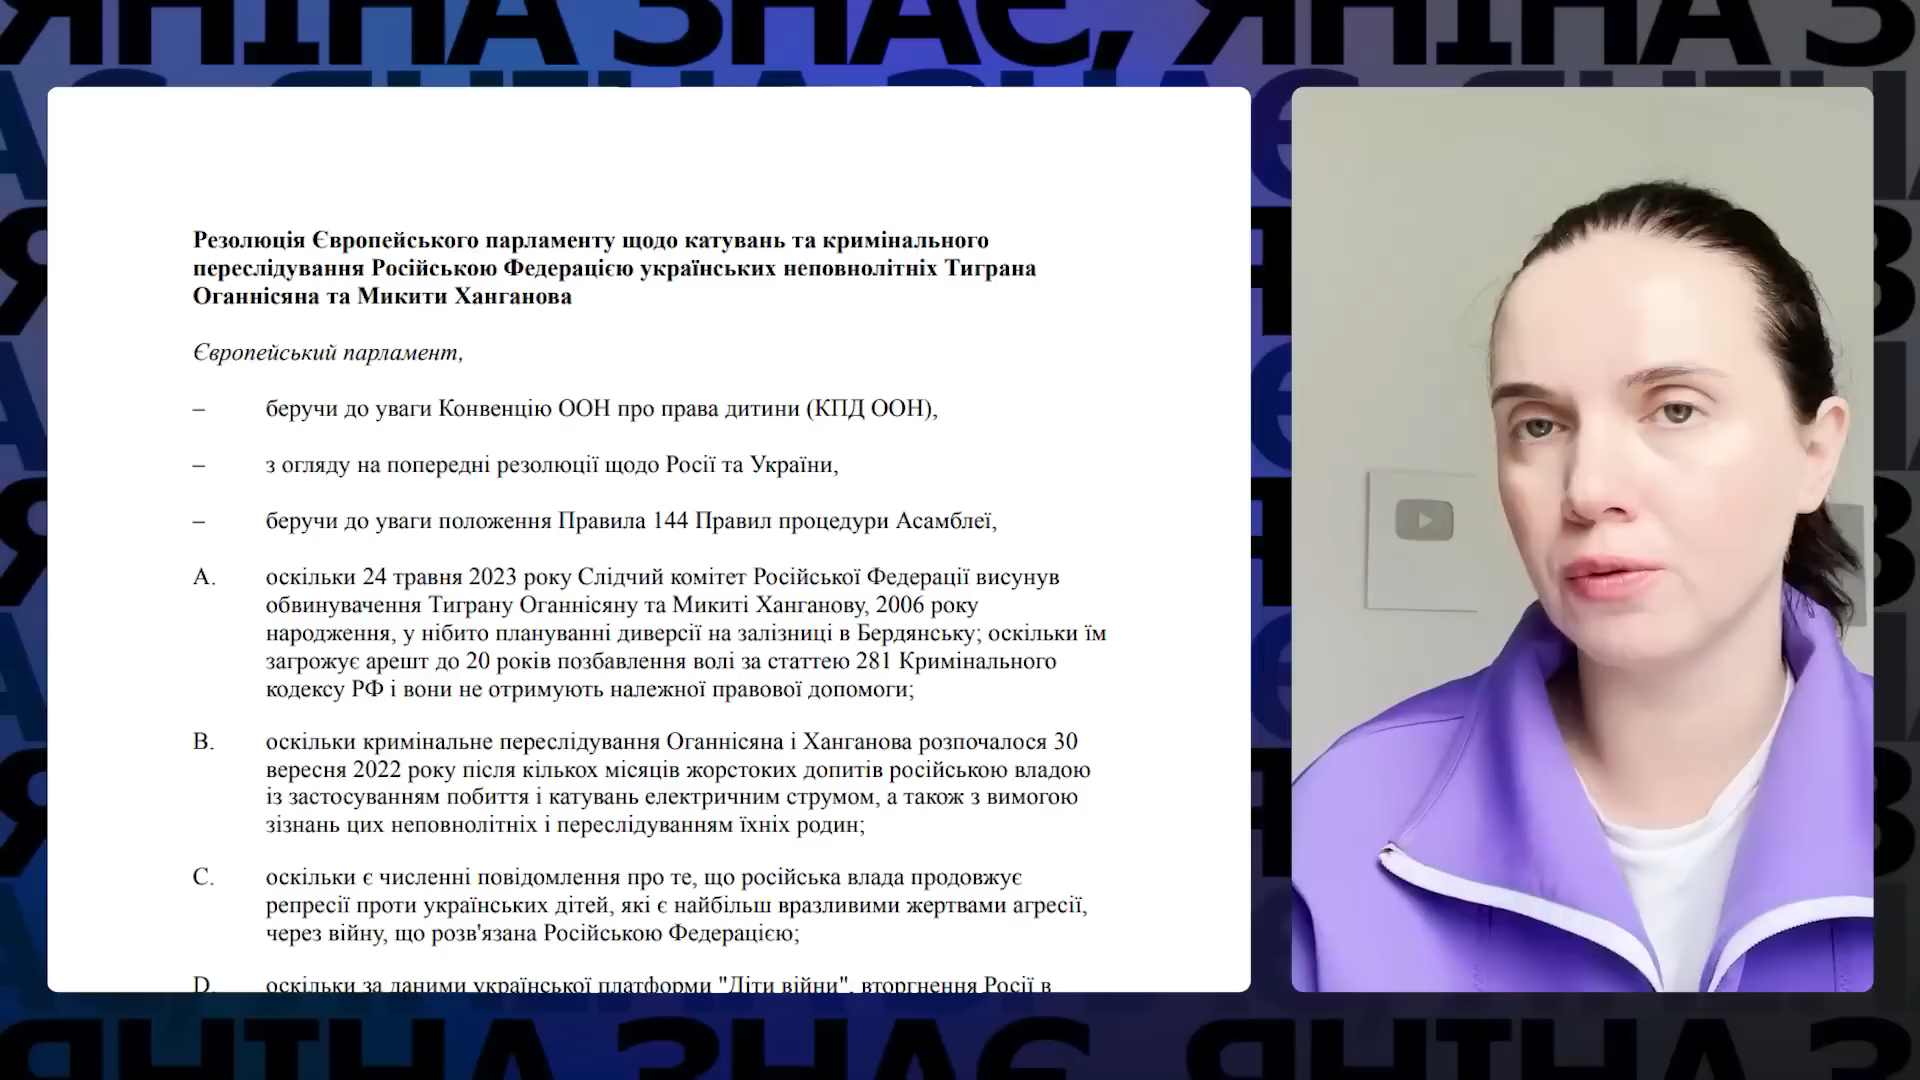 ЯНІНА ЗНАЄ, ЯНІНА З
Резолюція Європейського парламенту щодо катувань та кримінального
переслідування Російською Федерацією українських неповнолітніх Тиграна
Оганнісяна та Микити Ханганова
Європейський парламент,
– беручи до уваги Конвенцію ООН про права дитини (КПД ООН),
– з огляду на попередні резолюції щодо Росії та України,
– беручи до уваги положення Правила 144 Правил процедури Асамблеї,
A. оскільки 24 травня 2023 року Слідчий комітет Російської Федерації висунув
обвинувачення Тиграну Оганнісяну та Микиті Ханганову, 2006 року
народження, у нібито плануванні диверсії на залізниці в Бердянську; оскільки їм
загрожує арешт до 20 років позбавлення волі за статтею 281 Кримінального
кодексу РФ і вони не отримують належної правової допомоги;
B. оскільки кримінальне переслідування Оганнісяна і Ханганова розпочалося 30
вересня 2022 року після кількох місяців жорстоких допитів російською владою
із застосуванням побиття і катувань електричним струмом, а також з вимогою
зізнань цих неповнолітніх і переслідуванням їхніх родин;
C. оскільки є численні повідомлення про те, що російська влада продовжує
репресії проти українських дітей, які є найбільш вразливими жертвами агресії,
через війну, що розв'язана Російською Федерацією;
D. оскільки за даними української платформи "Діти війни", вторгнення Росії в
ЯНІНА ЗНАЄ, ЯНІНА З